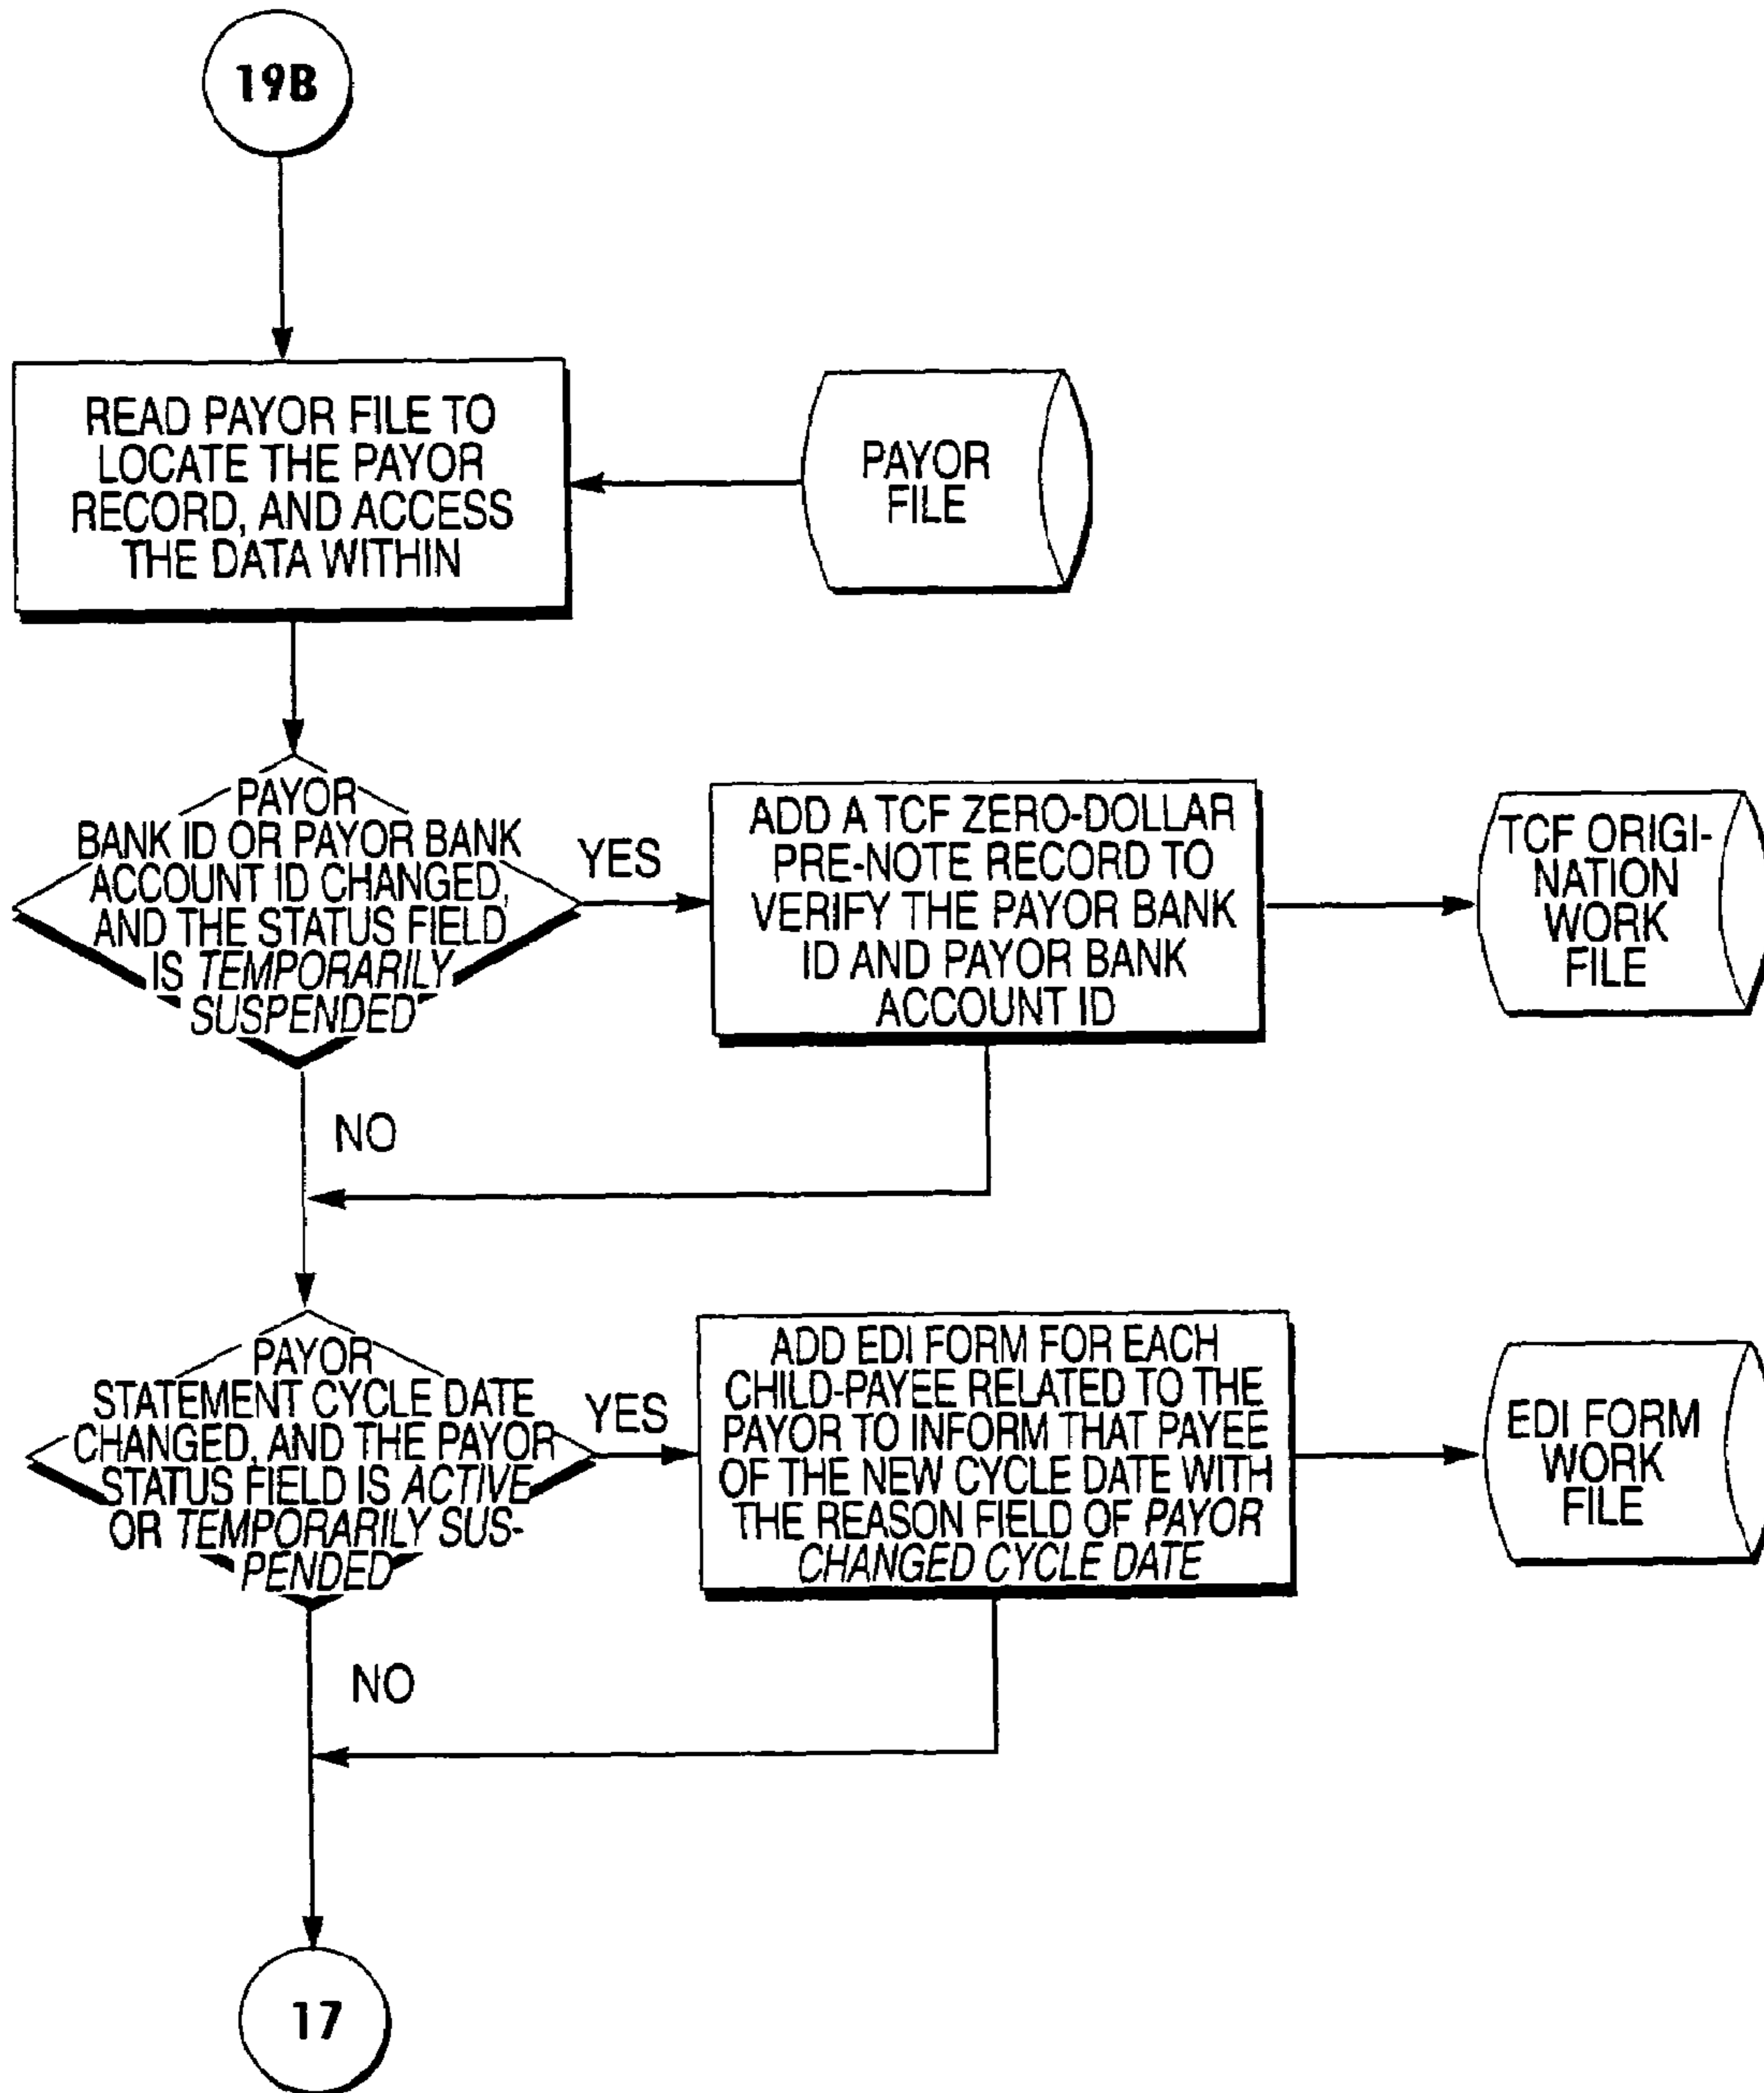 19B
READ PAYOR FILE TO
LOCATE THE PAYOR
RECORD, AND ACCESS
THE DATA WITHIN
PAYOR
FILE
PAYOR
BANK ID OR PAYOR BANK
ACCOUNT ID CHANGED,
AND THE STATUS FIELD
IS TEMPORARILY
SUSPENDED
YES
ADD A TCF ZERO-DOLLAR
PRE-NOTE RECORD TO
VERIFY THE PAYOR BANK
ID AND PAYOR BANK
ACCOUNT ID
TCF ORIGI-
NATION
WORK
FILE
NO
PAYOR
STATEMENT CYCLE DATE
CHANGED, AND THE PAYOR
STATUS FIELD IS ACTIVE
OR TEMPORARILY SUS-
PENDED
YES
ADD EDI FORM FOR EACH
CHILD-PAYEE RELATED TO THE
PAYOR TO INFORM THAT PAYEE
OF THE NEW CYCLE DATE WITH
THE REASON FIELD OF PAYOR
CHANGED CYCLE DATE
EDI FORM
WORK
FILE
NO
17